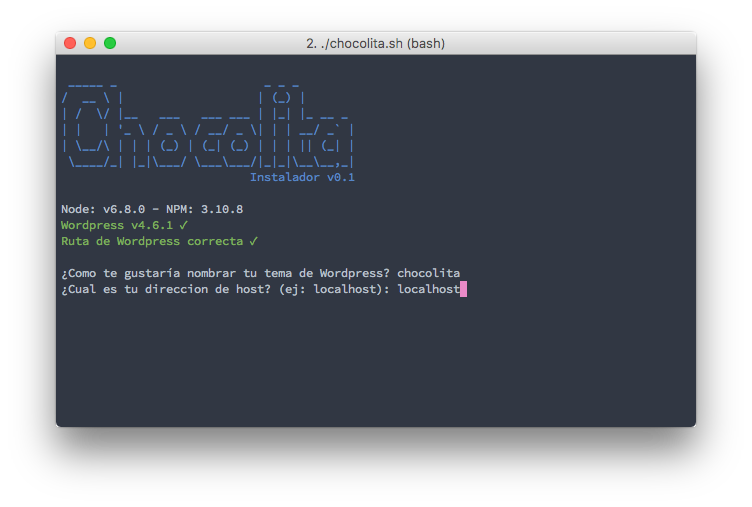 2. ./chocolita.sh (bash)
Chocolita
Instalador v0.1
Node: v6.8.0 – NPM: 3.10.8
Wordpress v4.6.1 ✓
Ruta de Wordpress correcta ✓
¿Como te gustaría nombrar tu tema de Wordpress? chocolita
¿Cual es tu direccion de host? (ej: localhost): localhost